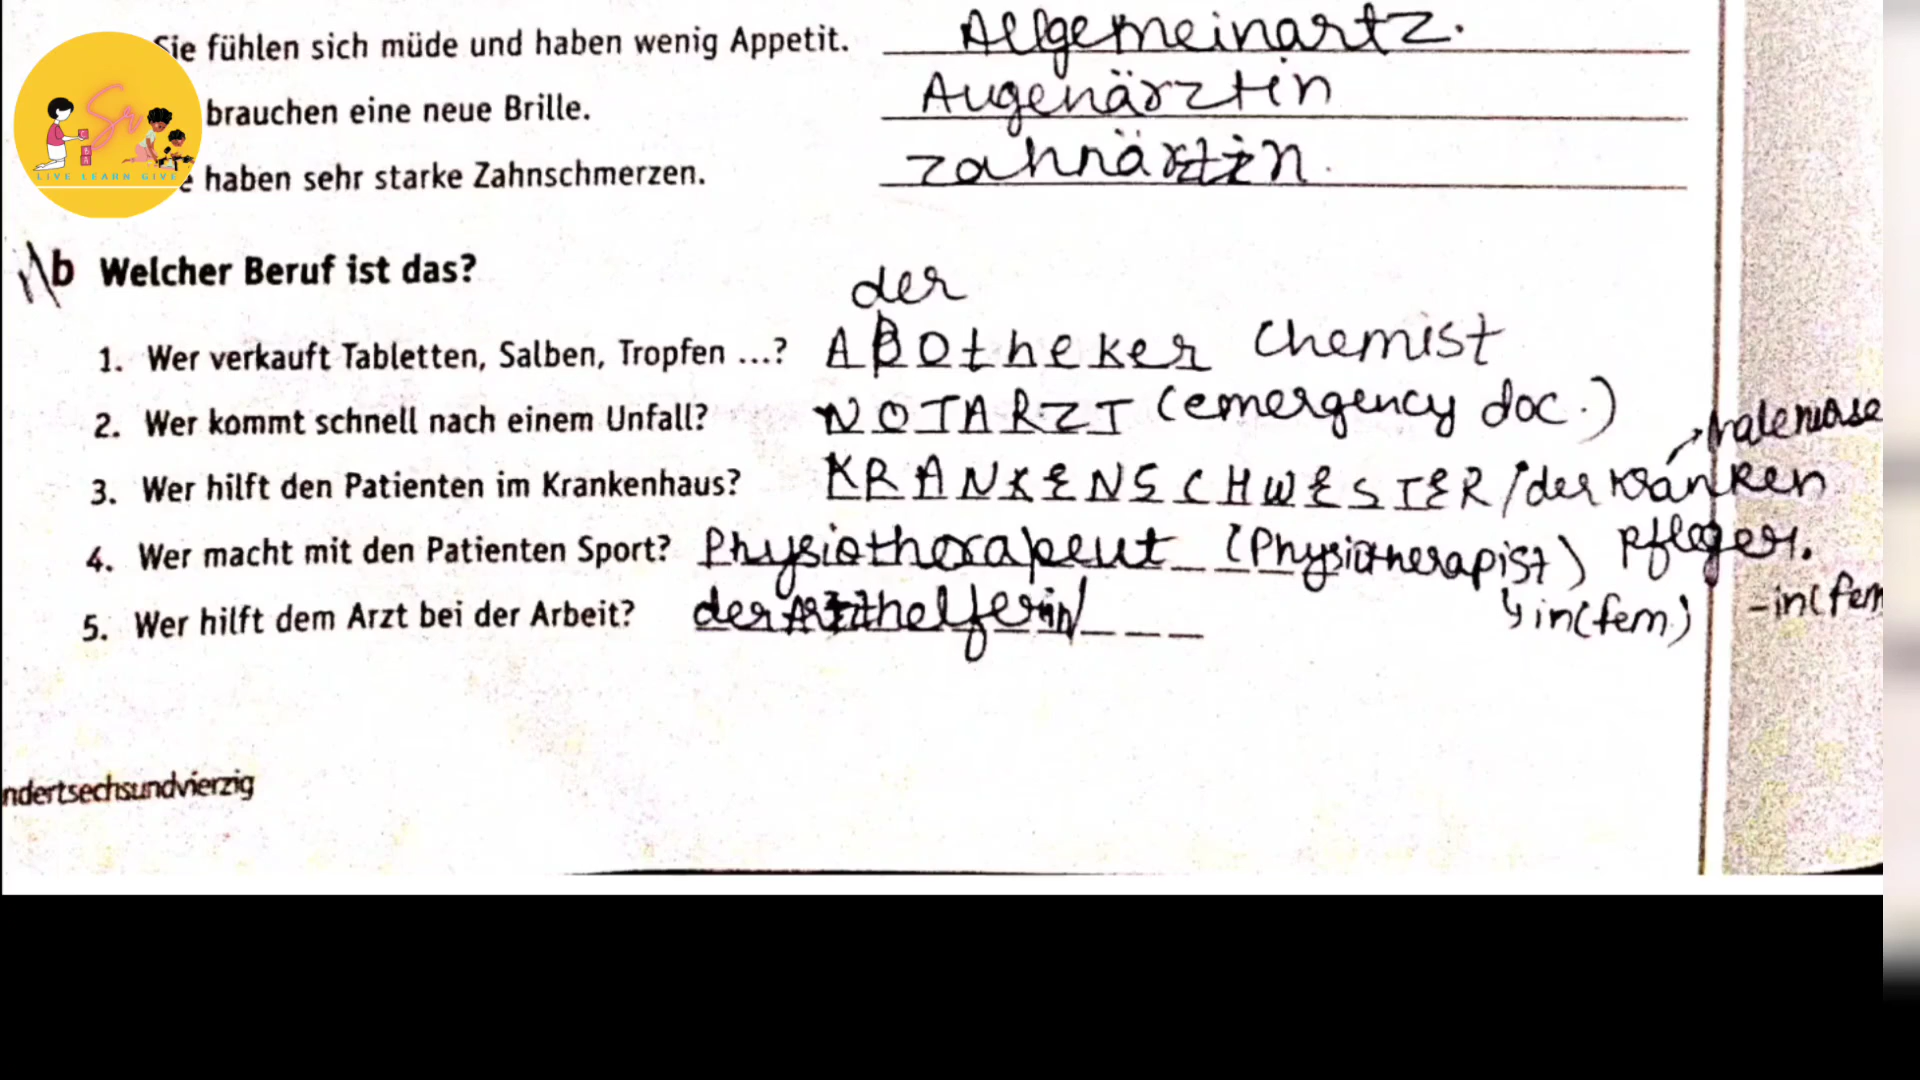 Sie fühlen sich müde und haben wenig Appetit. Allgemeinartz.
brauchen eine neue Brille. Augenärztin
haben sehr starke Zahnschmerzen. zahnärztin.
LIVE LEARN GIVE
b Welcher Beruf ist das?
der
1. Wer verkauft Tabletten, Salben, Tropfen ...? APOtheker Chemist
2. Wer kommt schnell nach einem Unfall? NOTARZT (emergency doc.)
3. Wer hilft den Patienten im Krankenhaus? KRANKENSCHWESTER / der Kranken
4. Wer macht mit den Patienten Sport? Physiotherapeut (Physiotherapist) pfleger.
↳ in(fem) -in(fem
5. Wer hilft dem Arzt bei der Arbeit? der Arzthelferin/
ndertsechsundvierzig